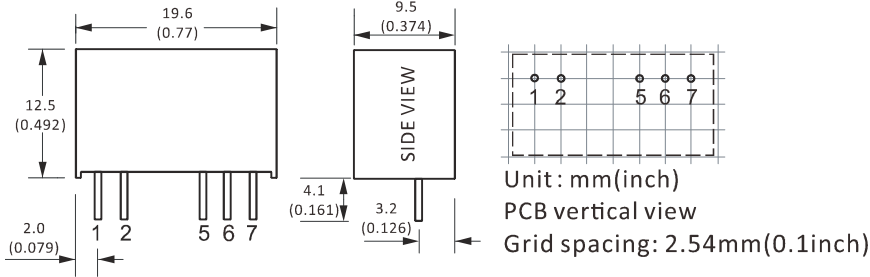 19.6
(0.77)
9.5
(0.374)
12.5
(0.492)
SIDE VIEW
1 2 5 6 7
4.1
(0.161)
3.2
(0.126)
2.0
(0.079)
1 2 5 6 7
Unit : mm(inch)
PCB vertical view
Grid spacing: 2.54mm(0.1inch)